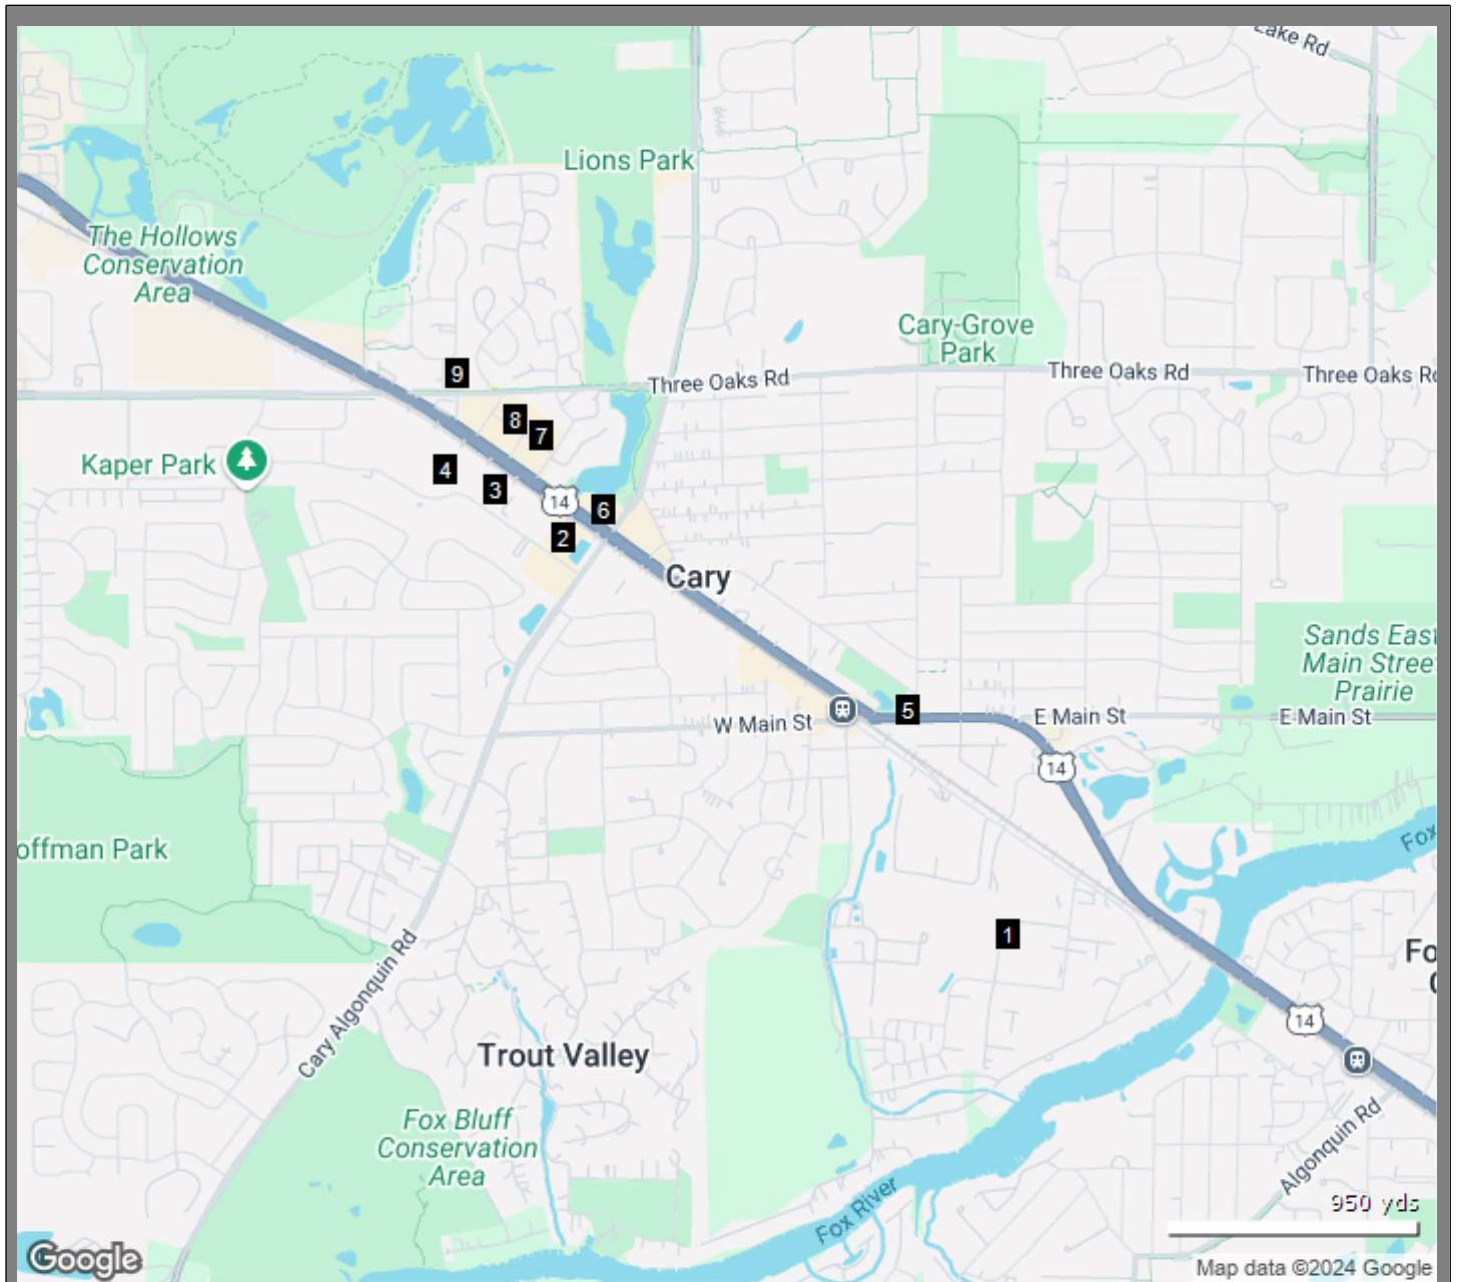 Lake Rd
Lions Park
The Hollows
Conservation
Area
Cary-Grove
Park
Three Oaks Rd
Three Oaks Rd
Three Oaks Rd
9
8
7
Kaper Park
4
3
14
6
2
Cary
Sands East
Main Street
Prairie
5
W Main St
E Main St
E Main St
14
offman Park
Fox
1
Fo
Cary Algonquin Rd
14
Trout Valley
Fox Bluff
Conservation
Area
Algonquin Rd
Fox River
950 yds
Google
Map data ©2024 Google